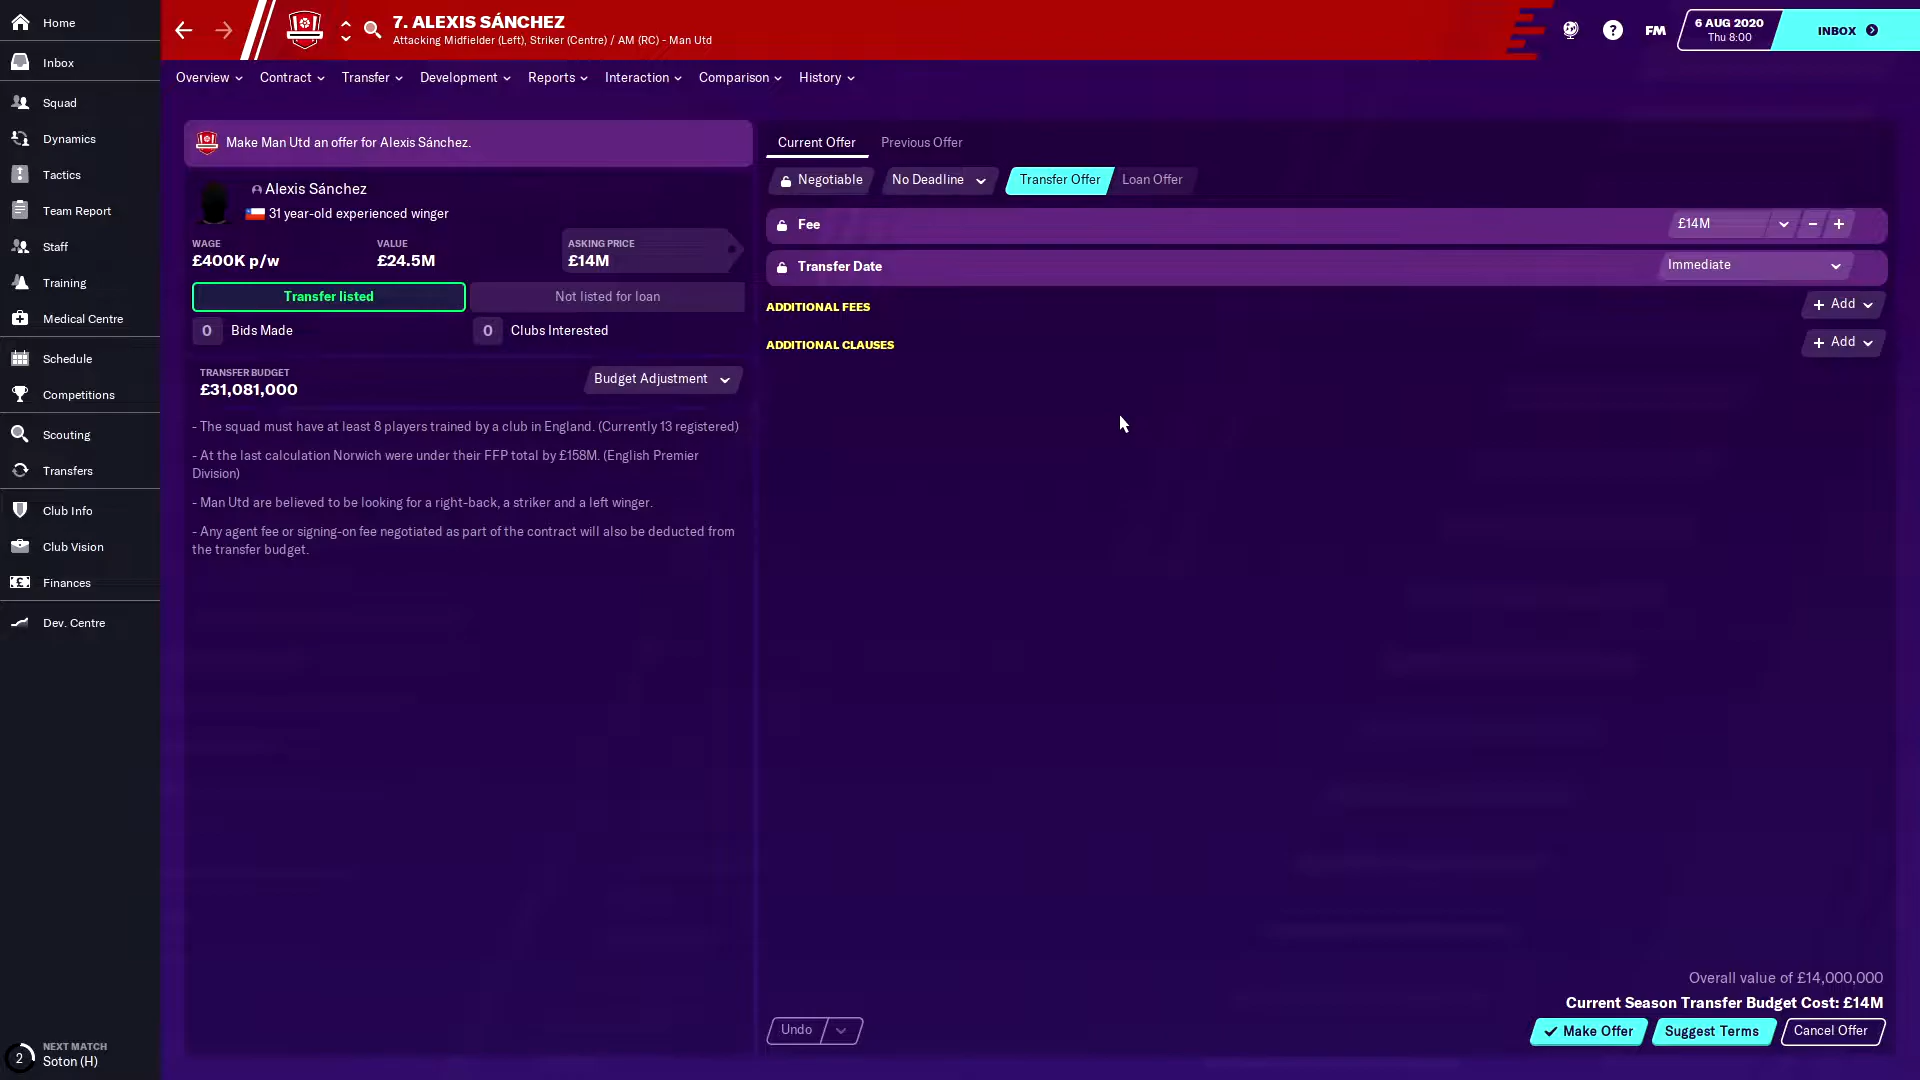 Home
Inbox
Squad
Dynamics
Tactics
Team Report
Staff
Training
Medical Centre
Schedule
Competitions
Scouting
Transfers
Club Info
Club Vision
Finances
Dev. Centre
2
NEXT MATCH
Soton (H)
7. ALEXIS SÁNCHEZ
Attacking Midfielder (Left), Striker (Centre) / AM (RC) - Man Utd
?
FM
6 AUG 2020
Thu 8:00
INBOX
Overview Contract Transfer Development Reports Interaction Comparison History
Make Man Utd an offer for Alexis Sánchez.
Alexis Sánchez
31 year-old experienced winger
WAGE
£400K p/w
VALUE
£24.5M
ASKING PRICE
£14M
Transfer listed
Not listed for loan
0 Bids Made
0 Clubs Interested
TRANSFER BUDGET
£31,081,000
Budget Adjustment
- The squad must have at least 8 players trained by a club in England. (Currently 13 registered)
- At the last calculation Norwich were under their FFP total by £158M. (English Premier
Division)
- Man Utd are believed to be looking for a right-back, a striker and a left winger.
- Any agent fee or signing-on fee negotiated as part of the contract will also be deducted from
the transfer budget.
Current Offer Previous Offer
Negotiable No Deadline Transfer Offer Loan Offer
Fee £14M - +
Transfer Date Immediate
ADDITIONAL FEES + Add
ADDITIONAL CLAUSES + Add
Overall value of £14,000,000
Current Season Transfer Budget Cost: £14M
Undo
Make Offer Suggest Terms Cancel Offer